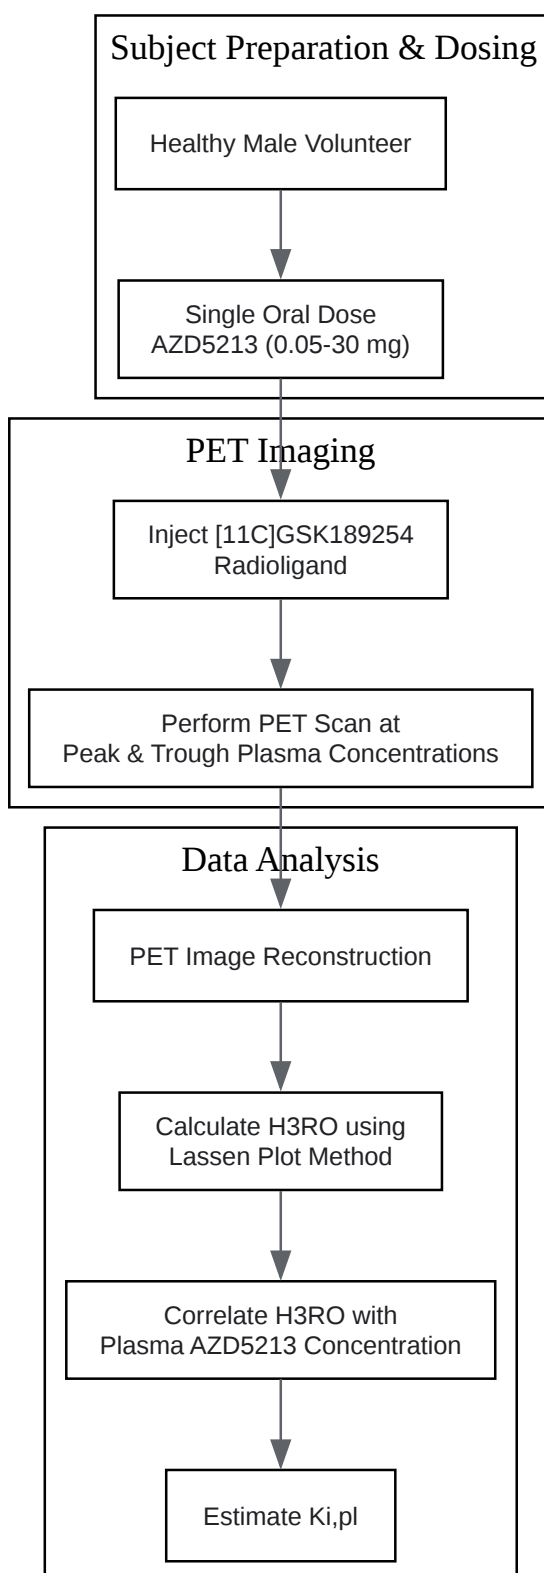 Subject Preparation & Dosing
Healthy Male Volunteer
Single Oral Dose
AZD5213 (0.05-30 mg)
PET Imaging
Inject [11C]GSK189254
Radioligand
Perform PET Scan at
Peak & Trough Plasma Concentrations
Data Analysis
PET Image Reconstruction
Calculate H3RO using
Lassen Plot Method
Correlate H3RO with
Plasma AZD5213 Concentration
Estimate Ki,pl